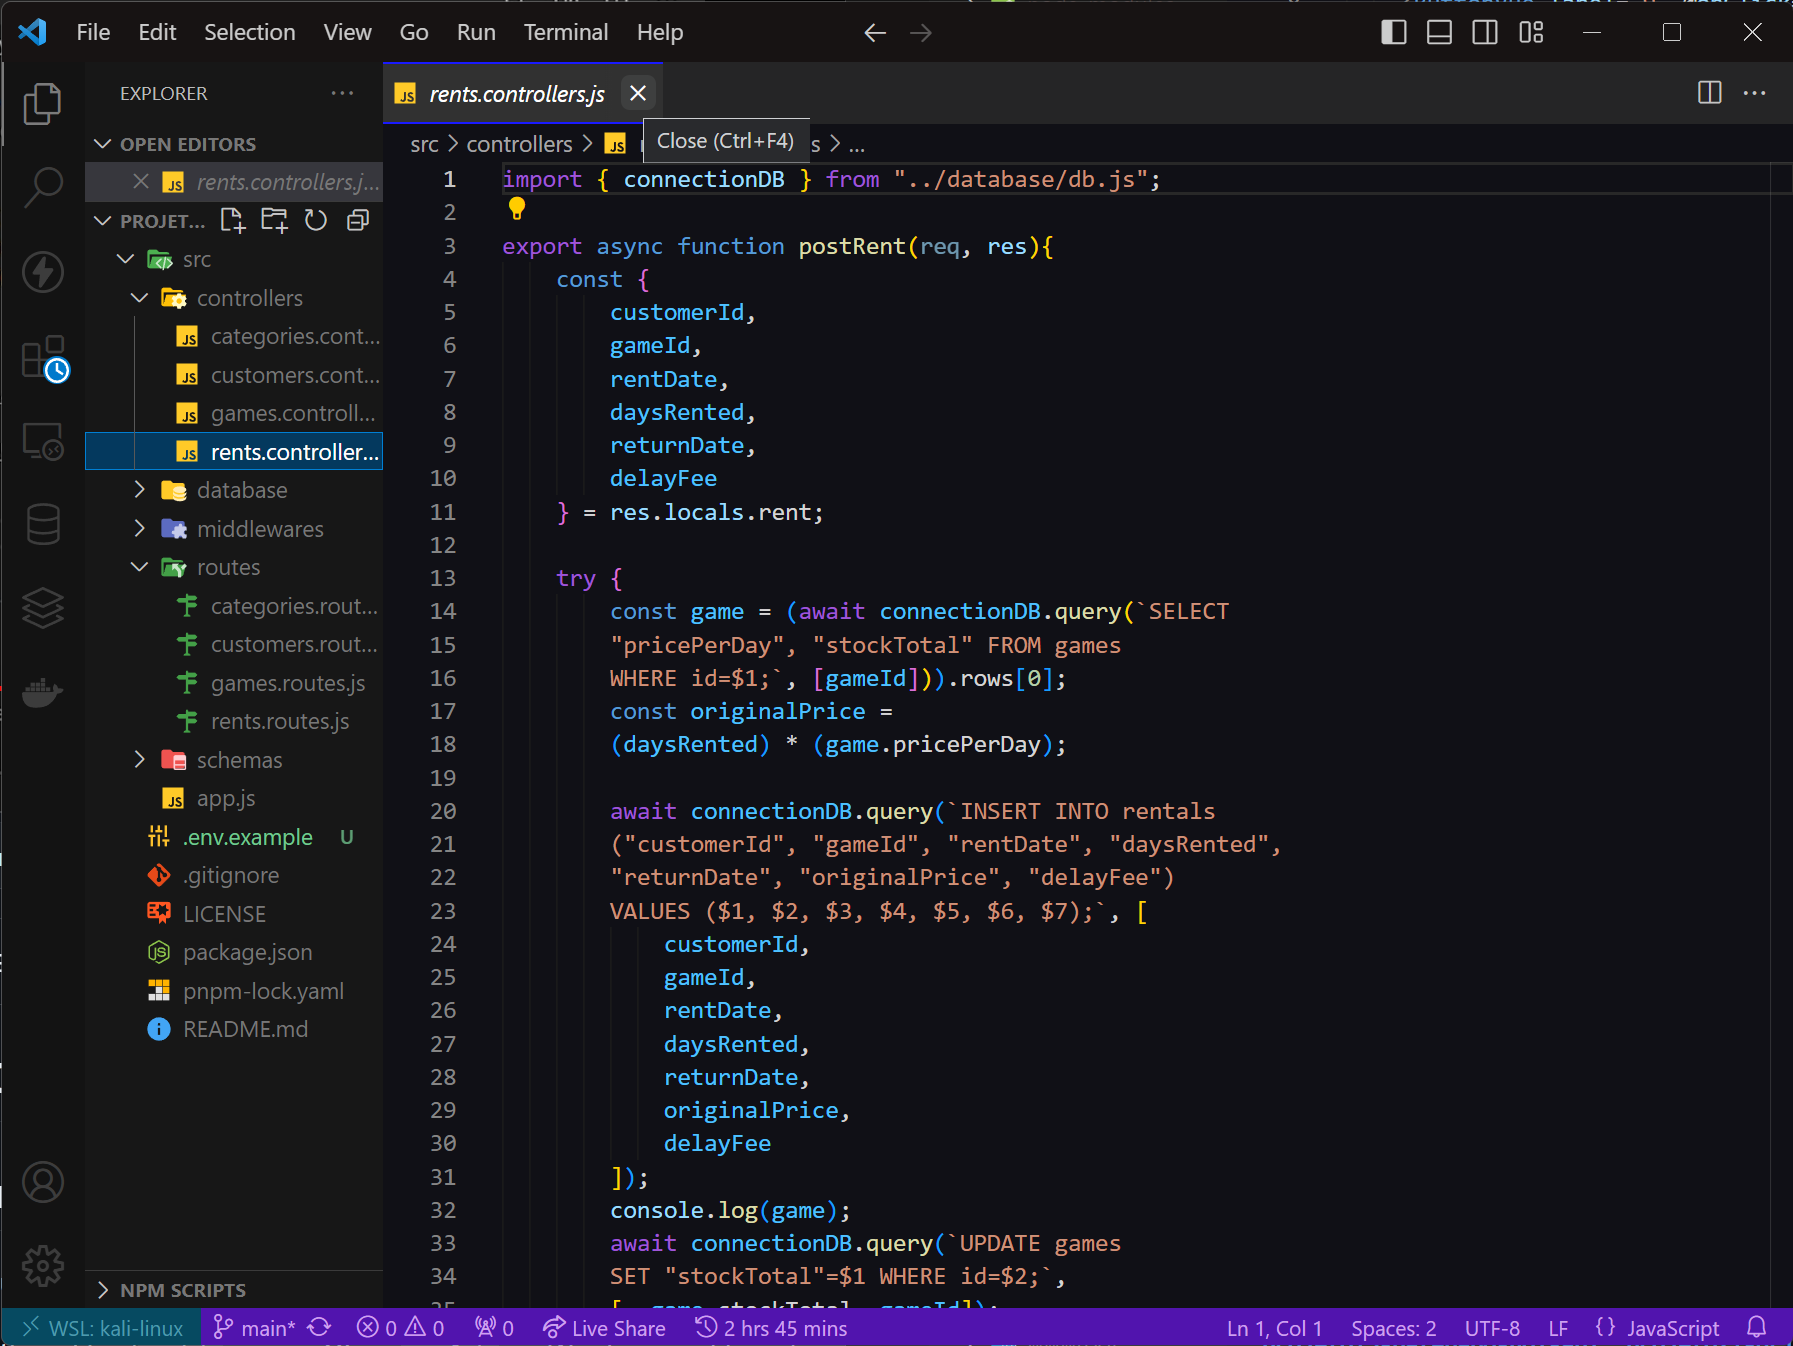 File Edit Selection View Go Run Terminal Help
EXPLORER
OPEN EDITORS
rents.controllers.j...
PROJET...
src
controllers
categories.cont...
customers.cont...
games.controll...
rents.controller...
database
middlewares
routes
categories.rout...
customers.rout...
games.routes.js
rents.routes.js
schemas
app.js
.env.example U
.gitignore
LICENSE
package.json
pnpm-lock.yaml
README.md
NPM SCRIPTS
rents.controllers.js
src > controllers > s > ...
Close (Ctrl+F4)
1 import { connectionDB } from "../database/db.js";
2
3 export async function postRent(req, res){
4 const {
5 customerId,
6 gameId,
7 rentDate,
8 daysRented,
9 returnDate,
10 delayFee
11 } = res.locals.rent;
12
13 try {
14 const game = (await connectionDB.query(`SELECT
15 "pricePerDay", "stockTotal" FROM games
16 WHERE id=$1;`, [gameId])).rows[0];
17 const originalPrice =
18 (daysRented) * (game.pricePerDay);
19
20 await connectionDB.query(`INSERT INTO rentals
21 ("customerId", "gameId", "rentDate", "daysRented",
22 "returnDate", "originalPrice", "delayFee")
23 VALUES ($1, $2, $3, $4, $5, $6, $7);`, [
24 customerId,
25 gameId,
26 rentDate,
27 daysRented,
28 returnDate,
29 originalPrice,
30 delayFee
31 ]);
32 console.log(game);
33 await connectionDB.query(`UPDATE games
34 SET "stockTotal"=$1 WHERE id=$2;`,
WSL: kali-linux main* 0 0 0 Live Share 2 hrs 45 mins Ln 1, Col 1 Spaces: 2 UTF-8 LF {} JavaScript